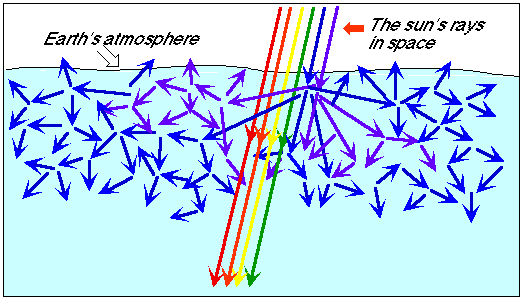 The sun's rays
in space
Earth's atmosphere